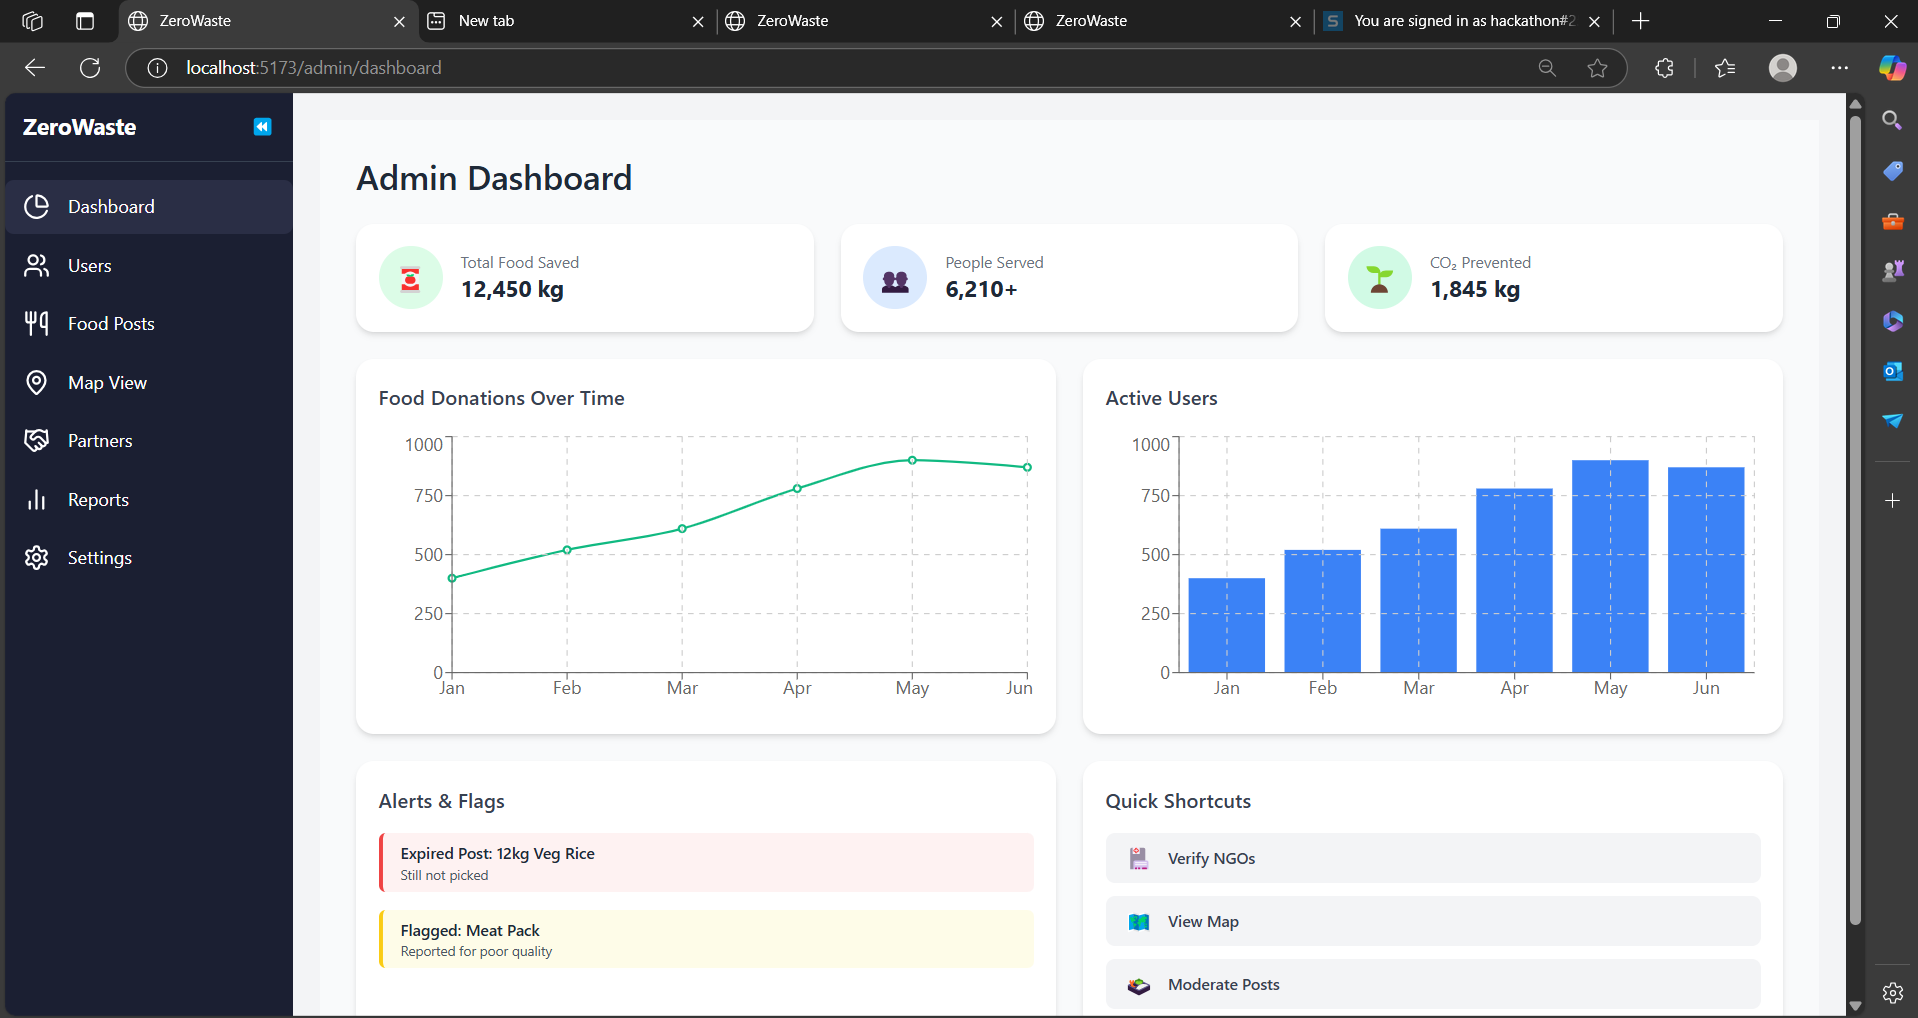 ZeroWaste
New tab
ZeroWaste
ZeroWaste
You are signed in as hackathon#2
localhost:5173/admin/dashboard
ZeroWaste
Dashboard
Users
Food Posts
Map View
Partners
Reports
Settings
Admin Dashboard
Total Food Saved
12,450 kg
People Served
6,210+
CO₂ Prevented
1,845 kg
Food Donations Over Time
1000
750
500
250
0
Jan Feb Mar Apr May Jun
Active Users
1000
750
500
250
0
Jan Feb Mar Apr May Jun
Alerts & Flags
Expired Post: 12kg Veg Rice
Still not picked
Flagged: Meat Pack
Reported for poor quality
Quick Shortcuts
Verify NGOs
View Map
Moderate Posts